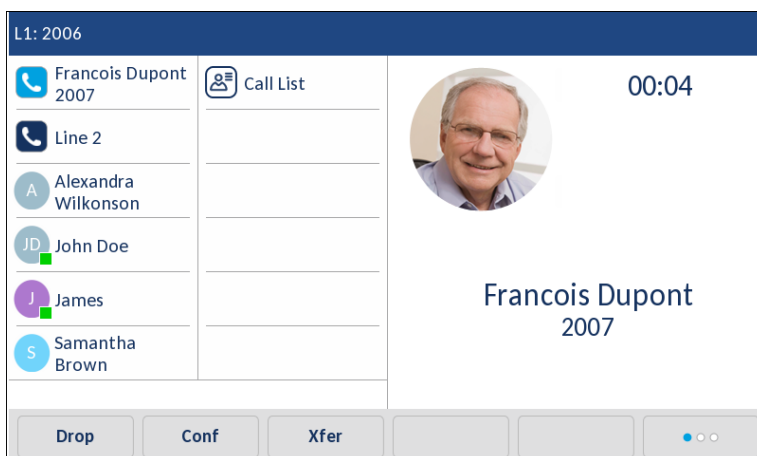 L1: 2006
Francois Dupont
2007
Line 2
A
Alexandra
Wilkonson
JD
John Doe
J
James
S
Samantha
Brown
Call List
00:04
Francois Dupont
2007
Drop
Conf
Xfer